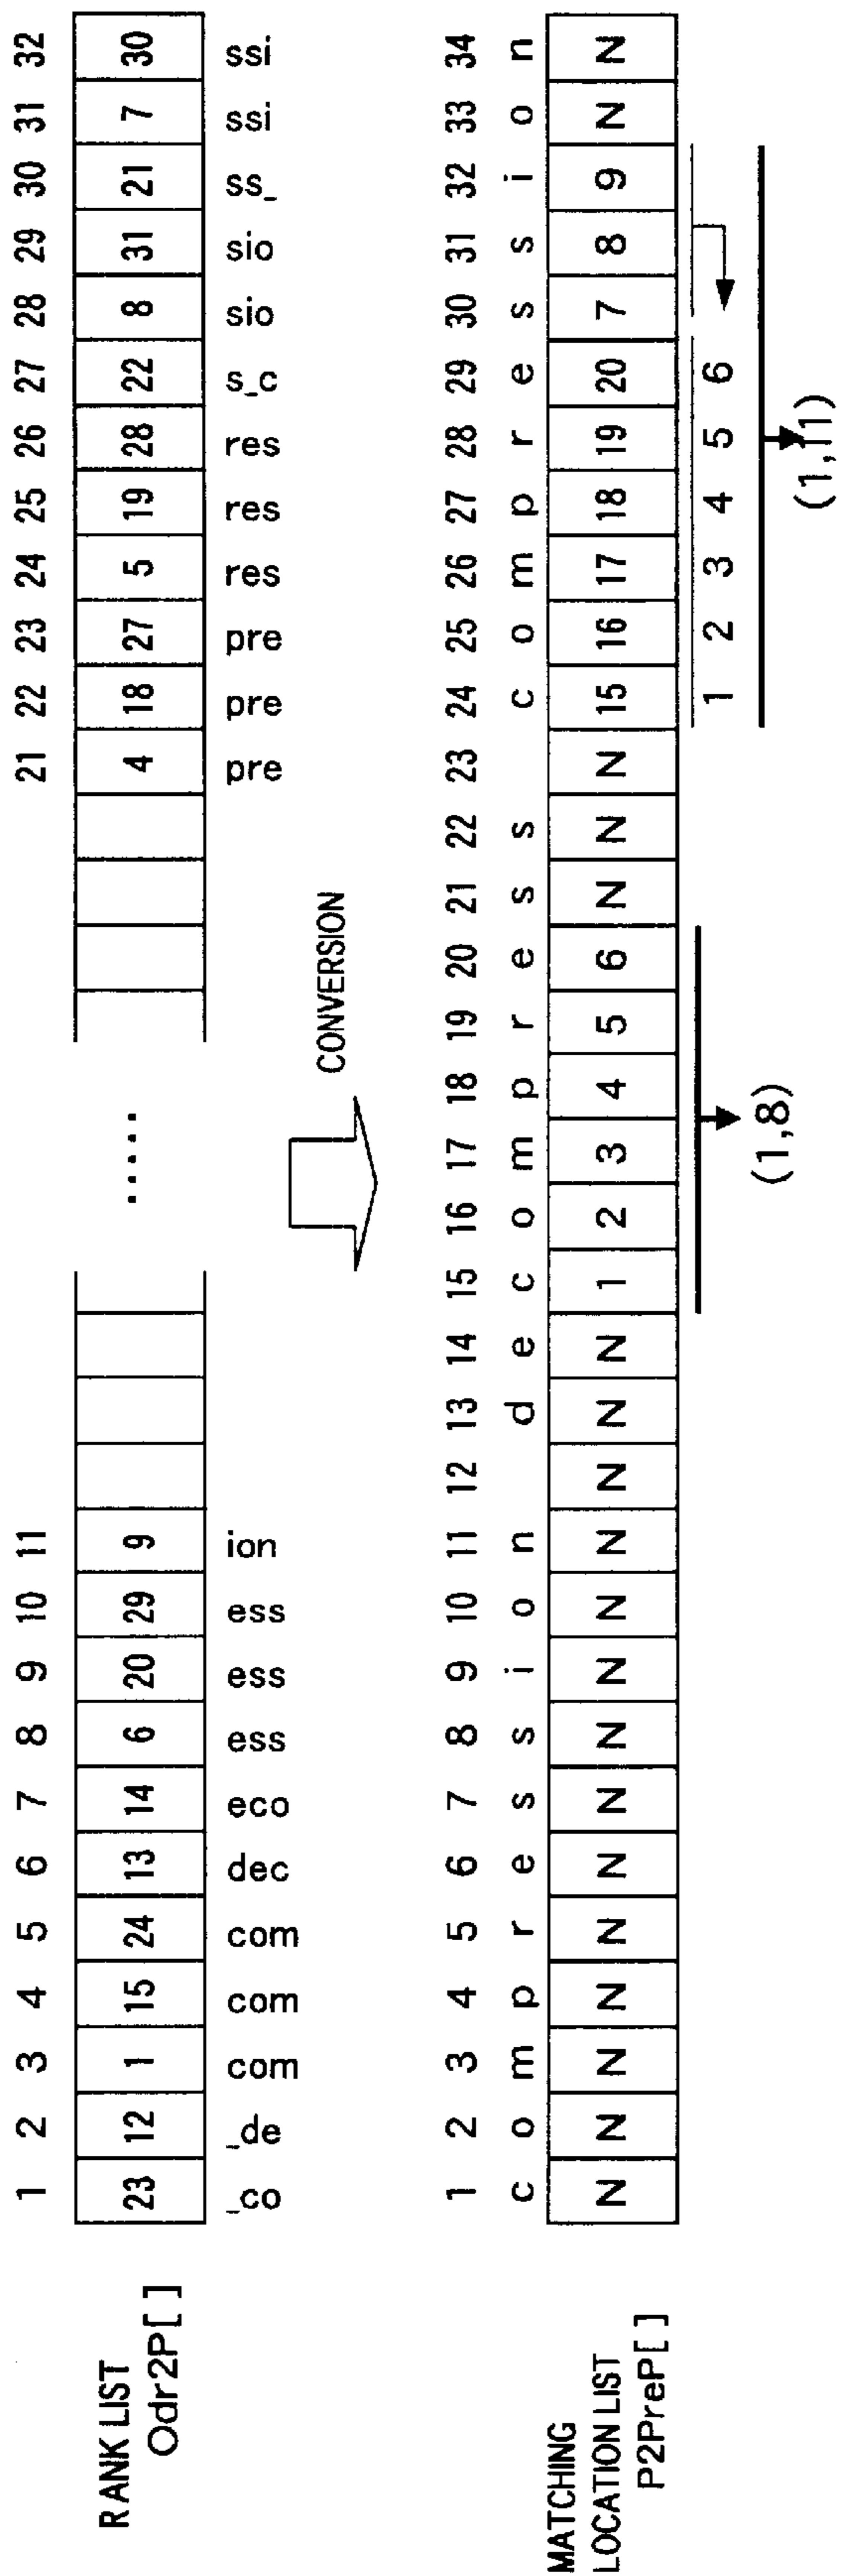 1 2 3 4 5 6 7 8 9 10 11 21 22 23 24 25 26 27 28 29 30 31 32
RANK LIST
Odr2P[ ]
23 12 1 15 24 13 14 6 20 29 9 ····· 4 18 27 5 19 28 22 8 31 21 7 30
_co _de com com com dec eco ess ess ess ion pre pre pre res res res s_c sio sio ss_ ssi ssi
CONVERSION
1 2 3 4 5 6 7 8 9 10 11 12 13 14 15 16 17 18 19 20 21 22 23 24 25 26 27 28 29 30 31 32 33 34
c o m p r e s s i o n d e c o m p r e s s c o m p r e s s i o n
MATCHING
LOCATION LIST
P2PreP[ ]
N N N N N N N N N N N N N N 1 2 3 4 5 6 N N N 15 16 17 18 19 20 7 8 9 N N
1 2 3 4 5 6
(1,8)
(1,11)